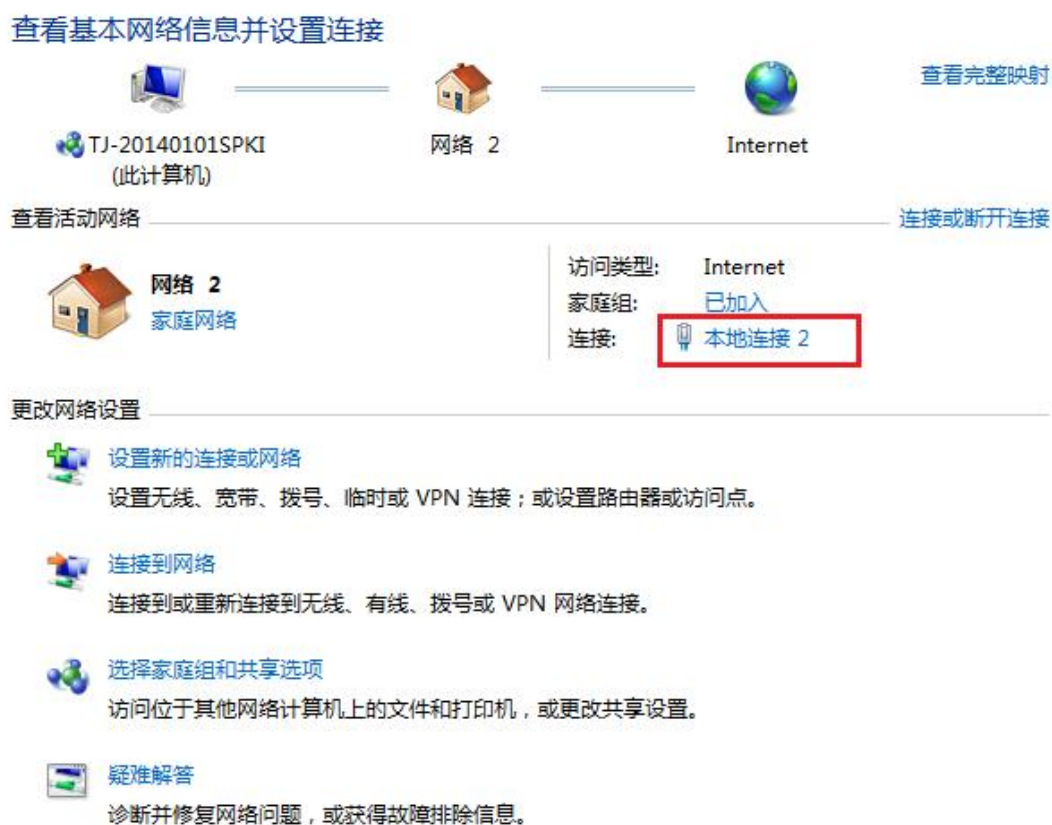 查看基本网络信息并设置连接
查看完整映射
TJ-20140101SPKI
(此计算机)
网络 2
Internet
查看活动网络
连接或断开连接
网络 2
家庭网络
访问类型: Internet
家庭组: 已加入
连接: 本地连接 2
更改网络设置
设置新的连接或网络
设置无线、宽带、拨号、临时或 VPN 连接；或设置路由器或访问点。
连接到网络
连接到或重新连接到无线、有线、拨号或 VPN 网络连接。
选择家庭组和共享选项
访问位于其他网络计算机上的文件和打印机，或更改共享设置。
疑难解答
诊断并修复网络问题，或获得故障排除信息。